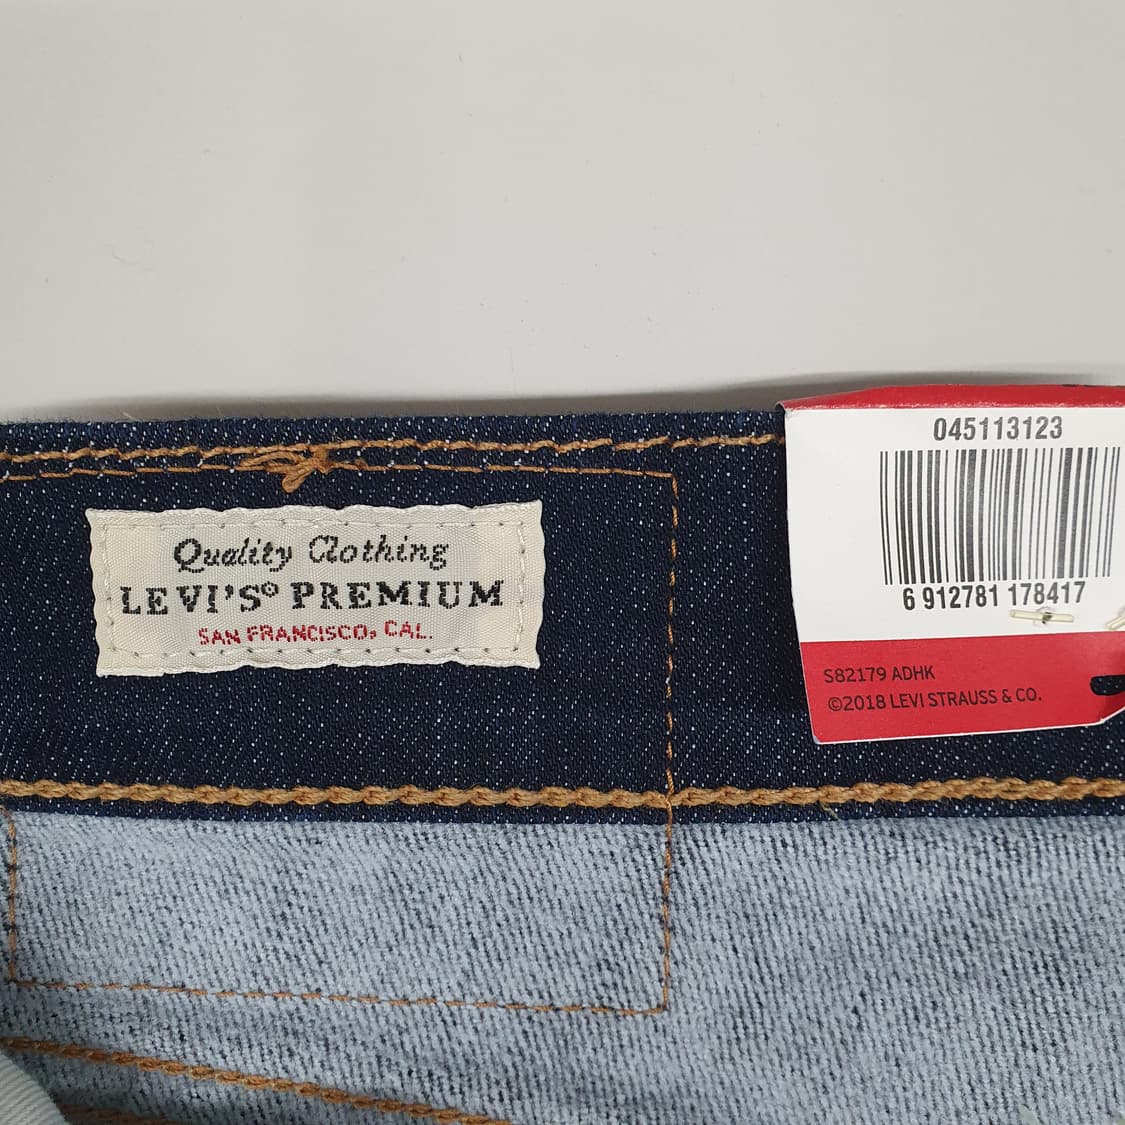 Quality Clothing
LEVI'S® PREMIUM
SAN FRANCISCO, CAL.
045113123
6 912781 178417
S82179 ADHK
©2018 LEVI STRAUSS & CO.